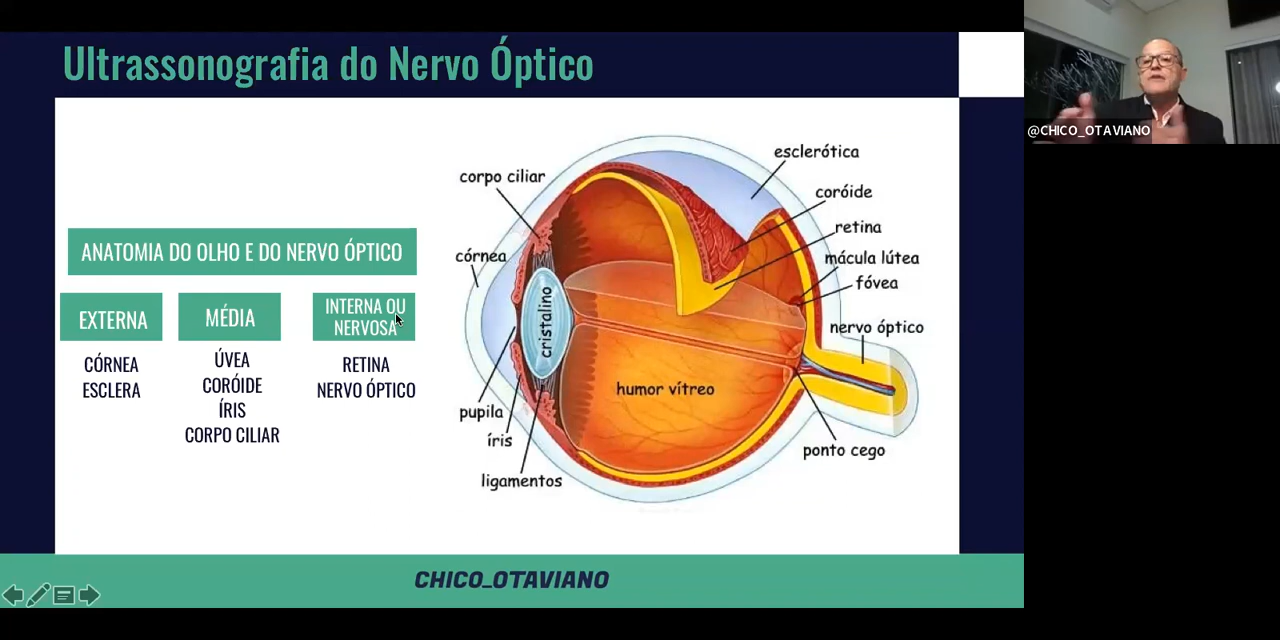 Ultrassonografia do Nervo Óptico
@CHICO_OTAVIANO
ANATOMIA DO OLHO E DO NERVO ÓPTICO
EXTERNA
CÓRNEA
ESCLERA
MÉDIA
ÚVEA
CORÓIDE
ÍRIS
CORPO CILIAR
INTERNA OU
NERVOSA
RETINA
NERVO ÓPTICO
corpo ciliar
córnea
cristalino
pupila
íris
ligamentos
humor vítreo
esclerótica
coróide
retina
mácula lútea
fóvea
nervo óptico
ponto cego
CHICO_OTAVIANO